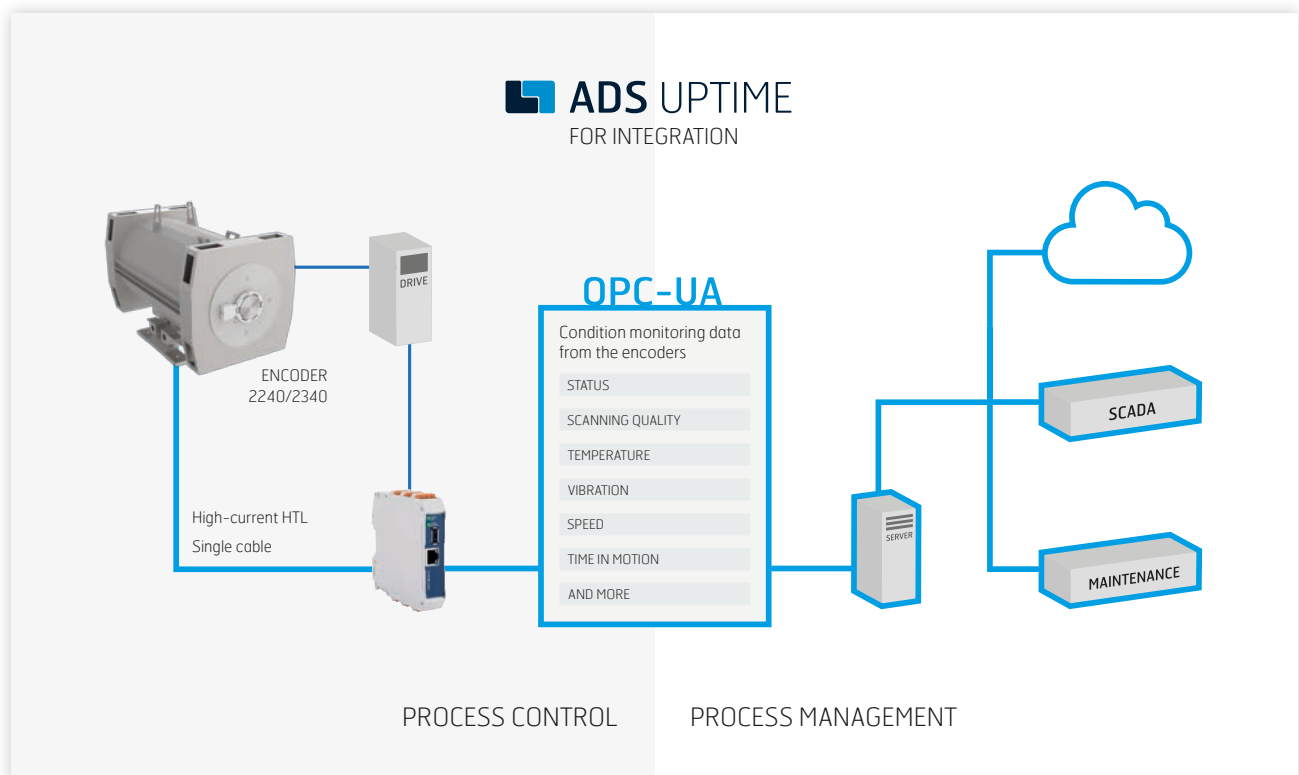 ADS UPTIME
FOR INTEGRATION
DRIVE
ENCODER
2240/2340
High-current HTL
Single cable
OPC-UA
Condition monitoring data
from the encoders
STATUS
SCANNING QUALITY
TEMPERATURE
VIBRATION
SPEED
TIME IN MOTION
AND MORE
SERVER
SCADA
MAINTENANCE
PROCESS CONTROL
PROCESS MANAGEMENT